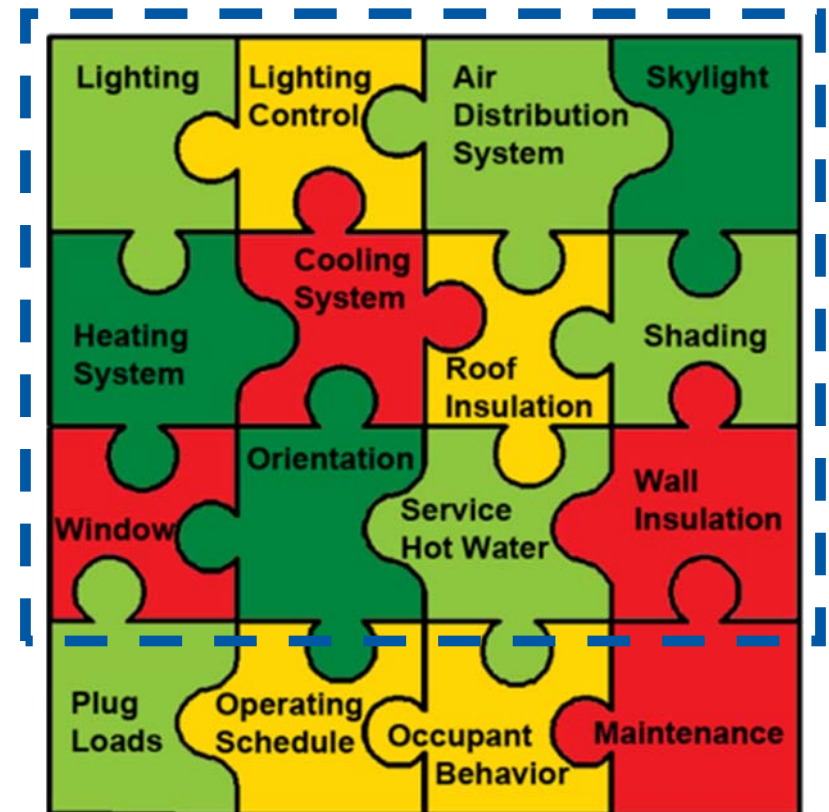 Lighting
Lighting
Control
Air
Distribution
System
Skylight
Heating
System
Cooling
System
Roof
Insulation
Shading
Window
Orientation
Service
Hot Water
Wall
Insulation
Plug
Loads
Operating
Schedule
Occupant
Behavior
Maintenance